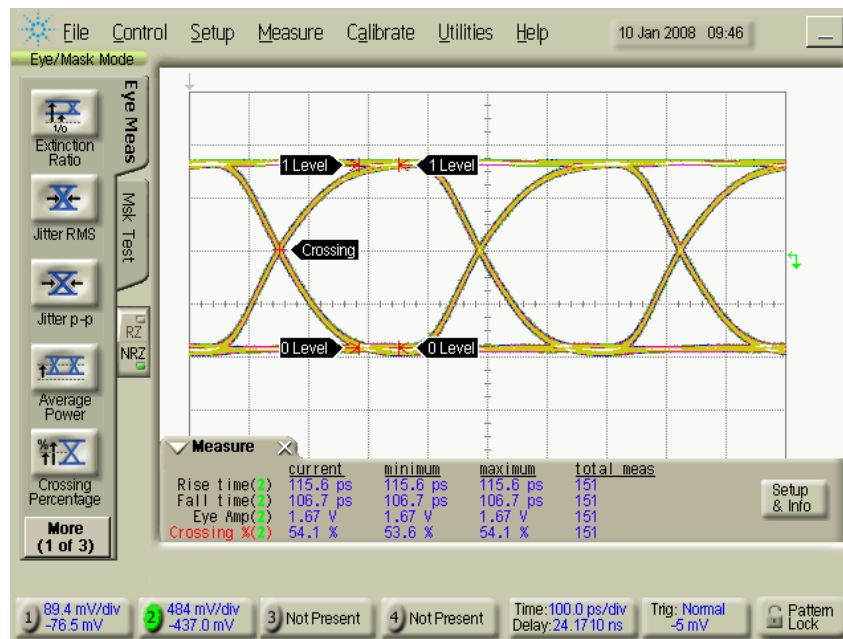 File Control Setup Measure Calibrate Utilities Help 10 Jan 2008 09:46
Eye/Mask Mode
Eye Meas
Msk Test
1/0
Extinction
Ratio
Jitter RMS
Jitter p-p
RZ
NRZ
Average
Power
%
Crossing
Percentage
More
(1 of 3)
1 Level 1 Level
Crossing
0 Level 0 Level
Measure
current minimum maximum total meas
Rise time(2) 115.6 ps 115.6 ps 115.6 ps 151
Fall time(2) 106.7 ps 106.7 ps 106.7 ps 151
Eye Amp(2) 1.67 V 1.67 V 1.67 V 151
Crossing %(2) 54.1 % 53.6 % 54.1 % 151
Setup
& Info
1 89.4 mV/div
-76.5 mV
2 484 mV/div
-437.0 mV
3 Not Present
4 Not Present
Time:100.0 ps/div
Delay:24.1710 ns
Trig: Normal
-5 mV
Pattern
Lock